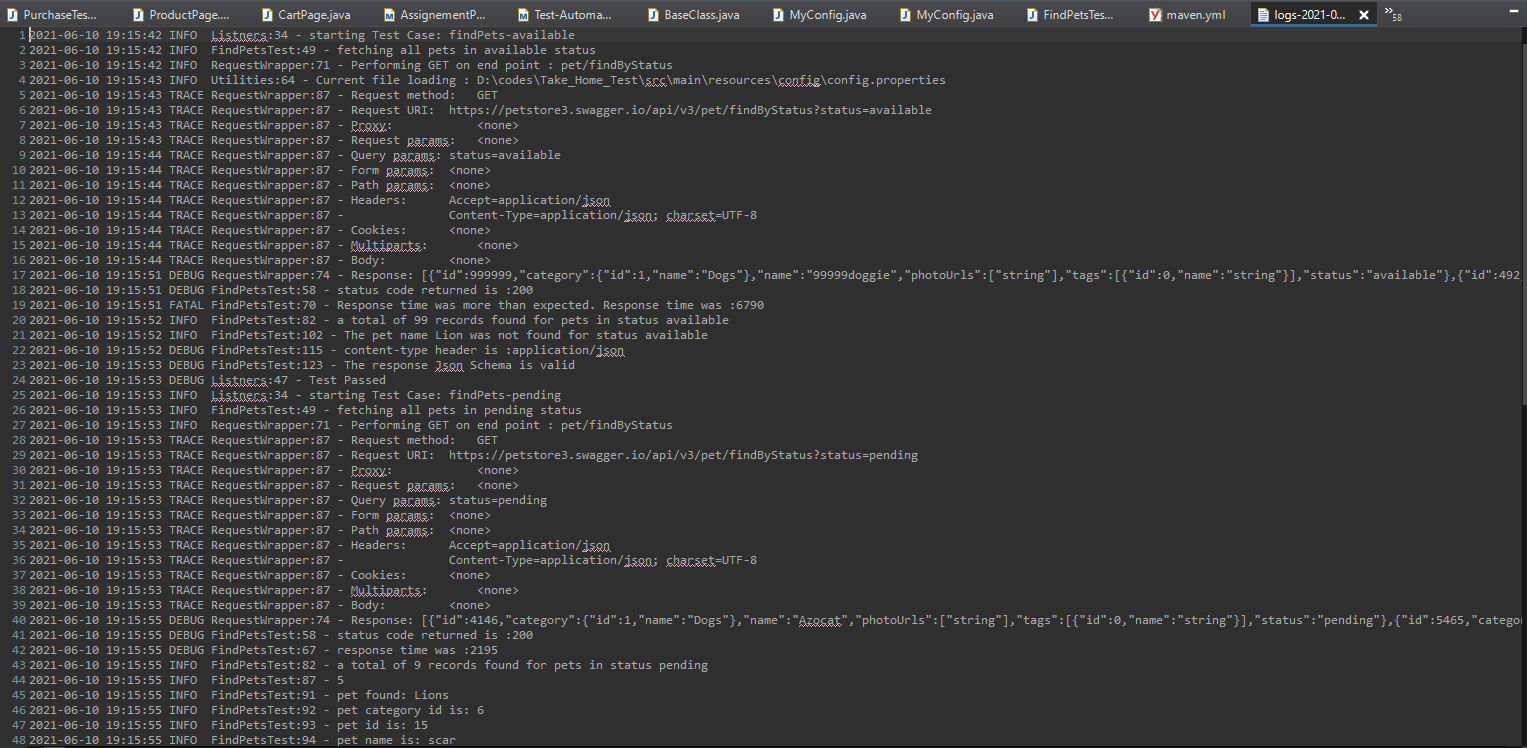 PurchaseTes... ProductPage.... CartPage.java AssignementP... Test-Automa... BaseClass.java MyConfig.java MyConfig.java FindPetsTes... maven.yml logs-2021-0... 58
1 2021-06-10 19:15:42 INFO  Listners:34 - starting Test Case: findPets-available
2 2021-06-10 19:15:42 INFO  FindPetsTest:49 - fetching all pets in available status
3 2021-06-10 19:15:42 INFO  RequestWrapper:71 - Performing GET on end point : pet/findByStatus
4 2021-06-10 19:15:43 INFO  Utilities:64 - Current file loading : D:\codes\Take_Home_Test\src\main\resources\config\config.properties
5 2021-06-10 19:15:43 TRACE RequestWrapper:87 - Request method:   GET
6 2021-06-10 19:15:43 TRACE RequestWrapper:87 - Request URI:  https://petstore3.swagger.io/api/v3/pet/findByStatus?status=available
7 2021-06-10 19:15:43 TRACE RequestWrapper:87 - Proxy:            <none>
8 2021-06-10 19:15:43 TRACE RequestWrapper:87 - Request params:   <none>
9 2021-06-10 19:15:44 TRACE RequestWrapper:87 - Query params: status=available
10 2021-06-10 19:15:44 TRACE RequestWrapper:87 - Form params:  <none>
11 2021-06-10 19:15:44 TRACE RequestWrapper:87 - Path params:  <none>
12 2021-06-10 19:15:44 TRACE RequestWrapper:87 - Headers:      Accept=application/json
13 2021-06-10 19:15:44 TRACE RequestWrapper:87 -               Content-Type=application/json; charset=UTF-8
14 2021-06-10 19:15:44 TRACE RequestWrapper:87 - Cookies:      <none>
15 2021-06-10 19:15:44 TRACE RequestWrapper:87 - Multiparts:       <none>
16 2021-06-10 19:15:44 TRACE RequestWrapper:87 - Body:         <none>
17 2021-06-10 19:15:51 DEBUG RequestWrapper:74 - Response: [{"id":999999,"category":{"id":1,"name":"Dogs"},"name":"99999doggie","photoUrls":["string"],"tags":[{"id":0,"name":"string"}],"status":"available"},{"id":492
18 2021-06-10 19:15:51 DEBUG FindPetsTest:58 - status code returned is :200
19 2021-06-10 19:15:51 FATAL FindPetsTest:70 - Response time was more than expected. Response time was :6790
20 2021-06-10 19:15:52 INFO  FindPetsTest:82 - a total of 99 records found for pets in status available
21 2021-06-10 19:15:52 INFO  FindPetsTest:102 - The pet name Lion was not found for status available
22 2021-06-10 19:15:52 DEBUG FindPetsTest:115 - content-type header is :application/json
23 2021-06-10 19:15:53 DEBUG FindPetsTest:123 - The response Json Schema is valid
24 2021-06-10 19:15:53 DEBUG Listners:47 - Test Passed
25 2021-06-10 19:15:53 INFO  Listners:34 - starting Test Case: findPets-pending
26 2021-06-10 19:15:53 INFO  FindPetsTest:49 - fetching all pets in pending status
27 2021-06-10 19:15:53 INFO  RequestWrapper:71 - Performing GET on end point : pet/findByStatus
28 2021-06-10 19:15:53 TRACE RequestWrapper:87 - Request method:   GET
29 2021-06-10 19:15:53 TRACE RequestWrapper:87 - Request URI:  https://petstore3.swagger.io/api/v3/pet/findByStatus?status=pending
30 2021-06-10 19:15:53 TRACE RequestWrapper:87 - Proxy:            <none>
31 2021-06-10 19:15:53 TRACE RequestWrapper:87 - Request params:   <none>
32 2021-06-10 19:15:53 TRACE RequestWrapper:87 - Query params: status=pending
33 2021-06-10 19:15:53 TRACE RequestWrapper:87 - Form params:  <none>
34 2021-06-10 19:15:53 TRACE RequestWrapper:87 - Path params:  <none>
35 2021-06-10 19:15:53 TRACE RequestWrapper:87 - Headers:      Accept=application/json
36 2021-06-10 19:15:53 TRACE RequestWrapper:87 -               Content-Type=application/json; charset=UTF-8
37 2021-06-10 19:15:53 TRACE RequestWrapper:87 - Cookies:      <none>
38 2021-06-10 19:15:53 TRACE RequestWrapper:87 - Multiparts:       <none>
39 2021-06-10 19:15:53 TRACE RequestWrapper:87 - Body:         <none>
40 2021-06-10 19:15:55 DEBUG RequestWrapper:74 - Response: [{"id":4146,"category":{"id":1,"name":"Dogs"},"name":"Azocat","photoUrls":["string"],"tags":[{"id":0,"name":"string"}],"status":"pending"},{"id":5465,"catego
41 2021-06-10 19:15:55 DEBUG FindPetsTest:58 - status code returned is :200
42 2021-06-10 19:15:55 DEBUG FindPetsTest:67 - response time was :2195
43 2021-06-10 19:15:55 INFO  FindPetsTest:82 - a total of 9 records found for pets in status pending
44 2021-06-10 19:15:55 INFO  FindPetsTest:87 - 5
45 2021-06-10 19:15:55 INFO  FindPetsTest:91 - pet found: Lions
46 2021-06-10 19:15:55 INFO  FindPetsTest:92 - pet category id is: 6
47 2021-06-10 19:15:55 INFO  FindPetsTest:93 - pet id is: 15
48 2021-06-10 19:15:55 INFO  FindPetsTest:94 - pet name is: scar